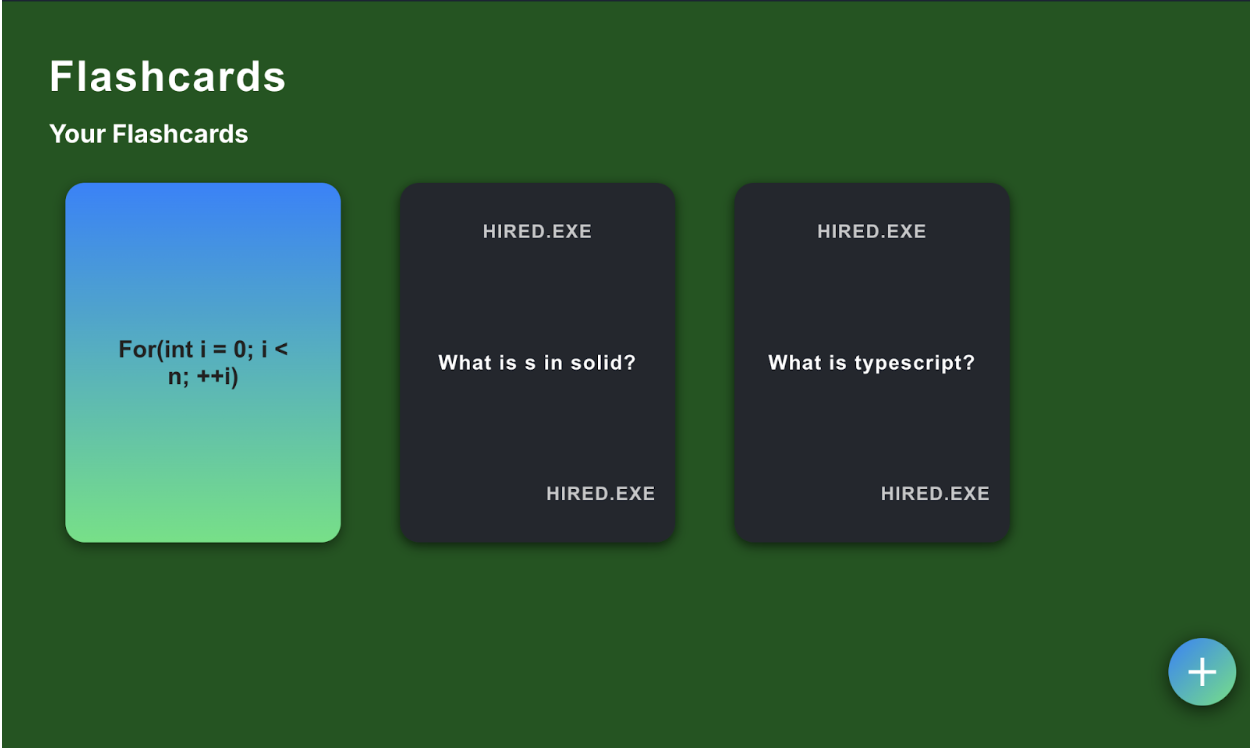 Flashcards
Your Flashcards
For(int i = 0; i <
n; ++i)
HIRED.EXE
What is s in solid?
HIRED.EXE
HIRED.EXE
What is typescript?
HIRED.EXE